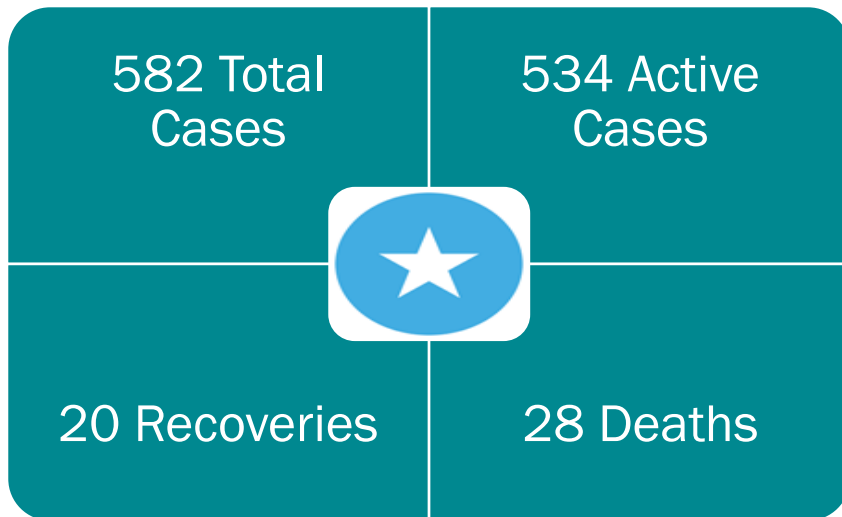 582 Total
Cases
534 Active
Cases
20 Recoveries
28 Deaths